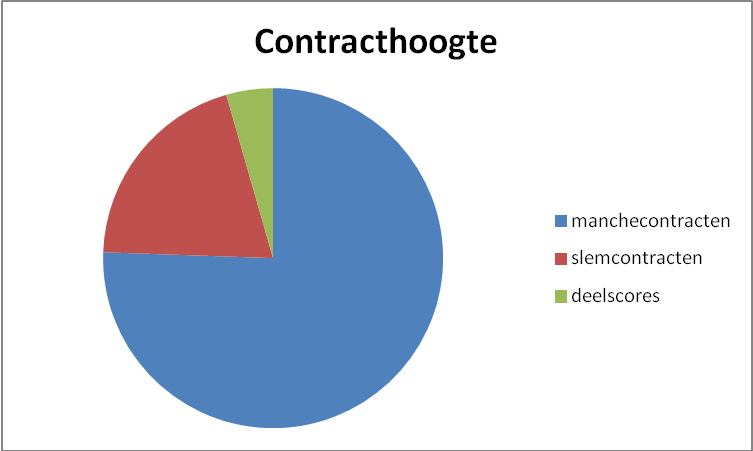 Contracthoogte
manchecontracten
slemcontracten
deelscores